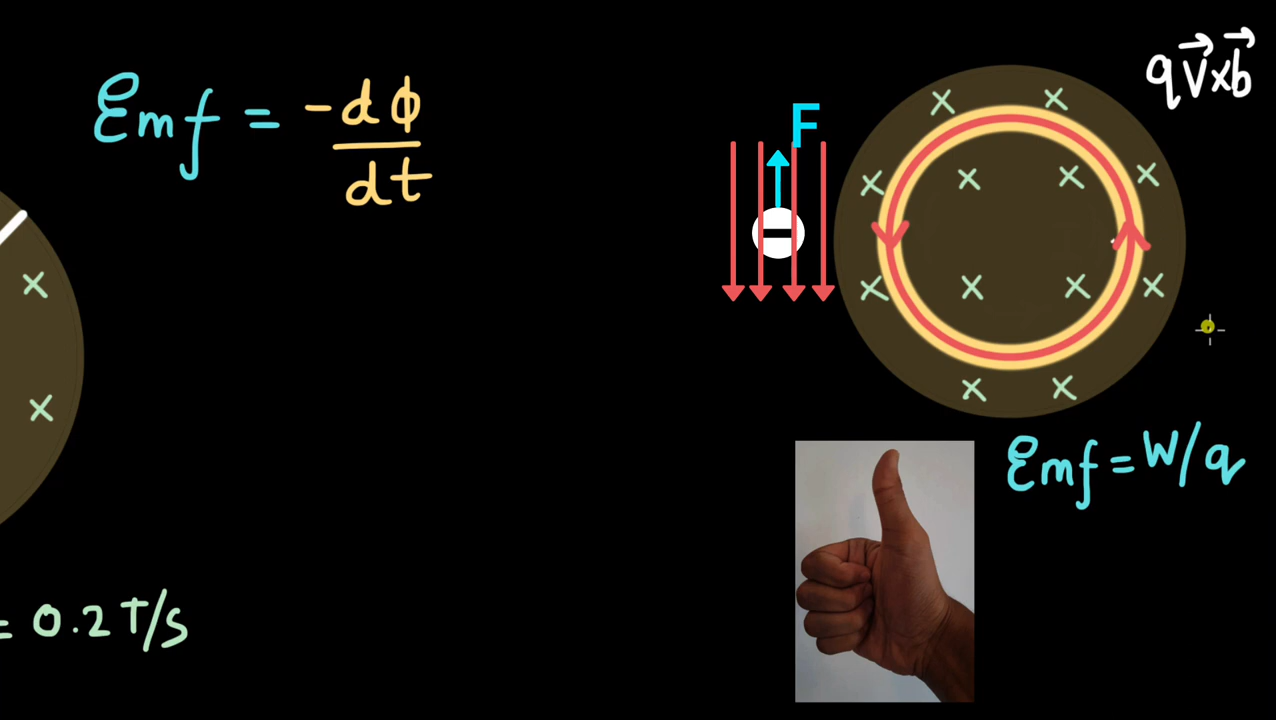 Emf = -dϕ/dt
= 0.2 T/s
F
qv⃗×b⃗
Emf = W/q